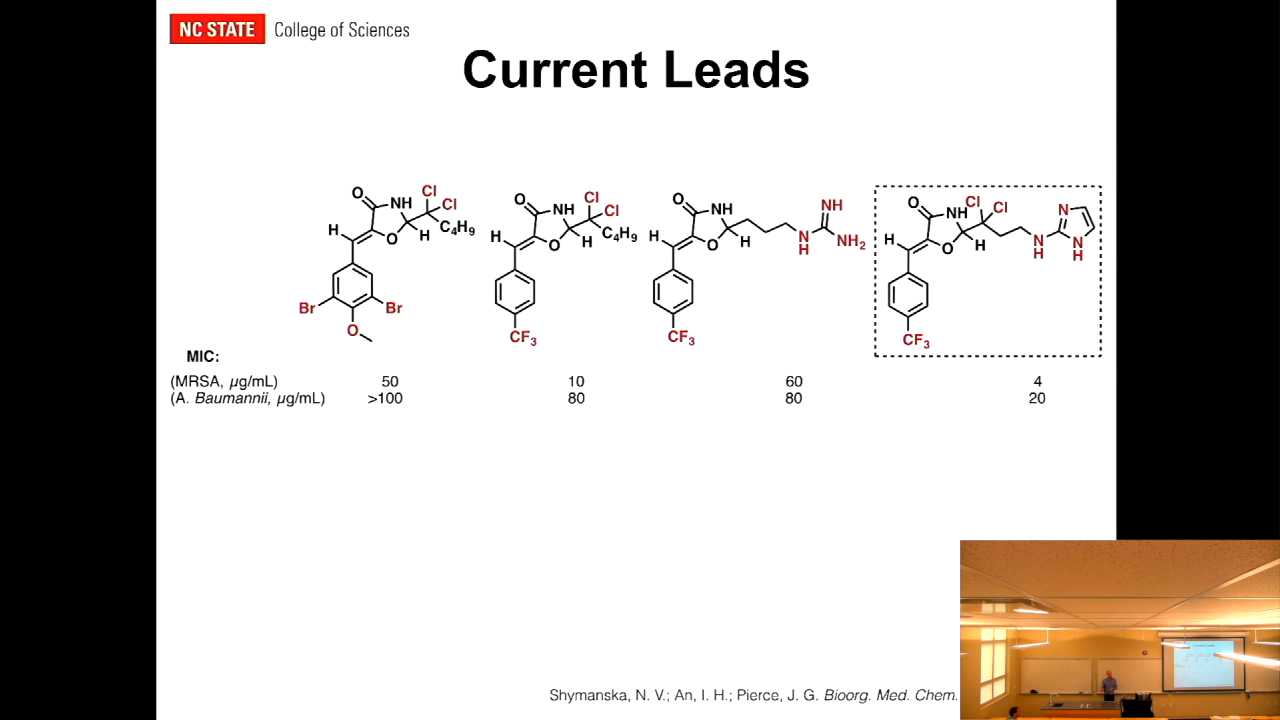 NC STATE College of Sciences
Current Leads
O NH Cl Cl C4H9 H O H Br Br O
O NH Cl Cl C4H9 H O H CF3
O NH H O H N H NH NH2 CF3
O NH Cl Cl H O H N H N N H CF3
MIC:
(MRSA, µg/mL) 50 10 60 4
(A. Baumannii, µg/mL) >100 80 80 20
Shymanska, N. V.; An, I. H.; Pierce, J. G. Bioorg. Med. Chem.